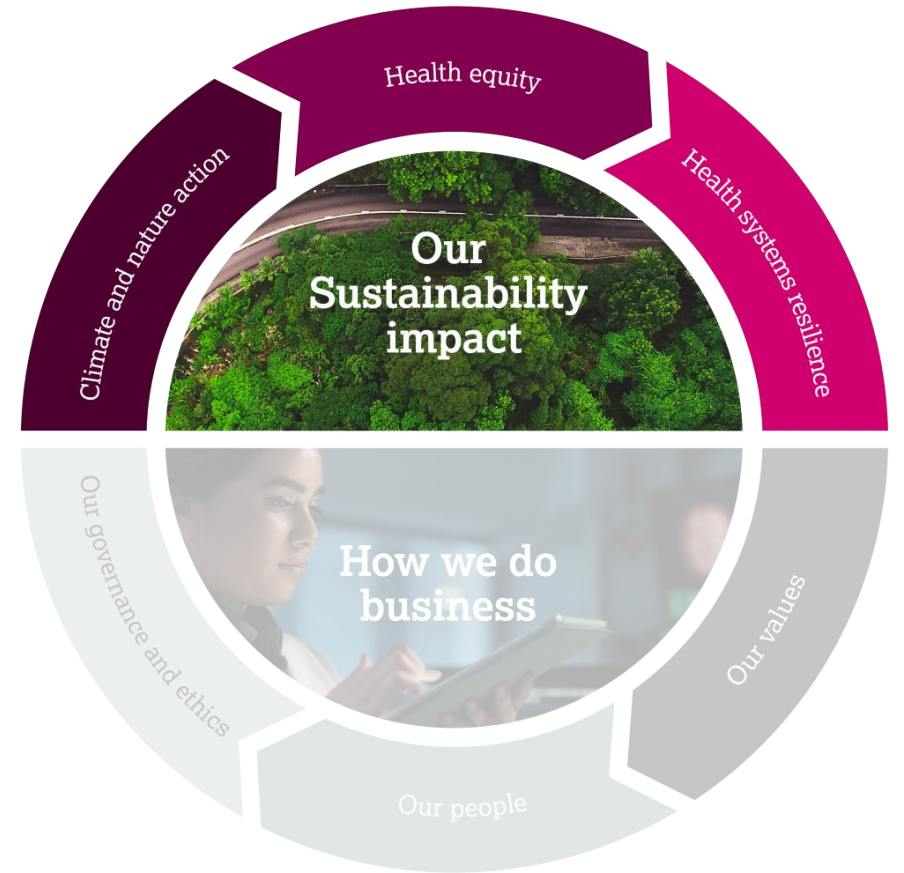 Health equity
Climate and nature action
Health systems resilience
Our
Sustainability
impact
How we do
business
Our governance and ethics
Our values
Our people